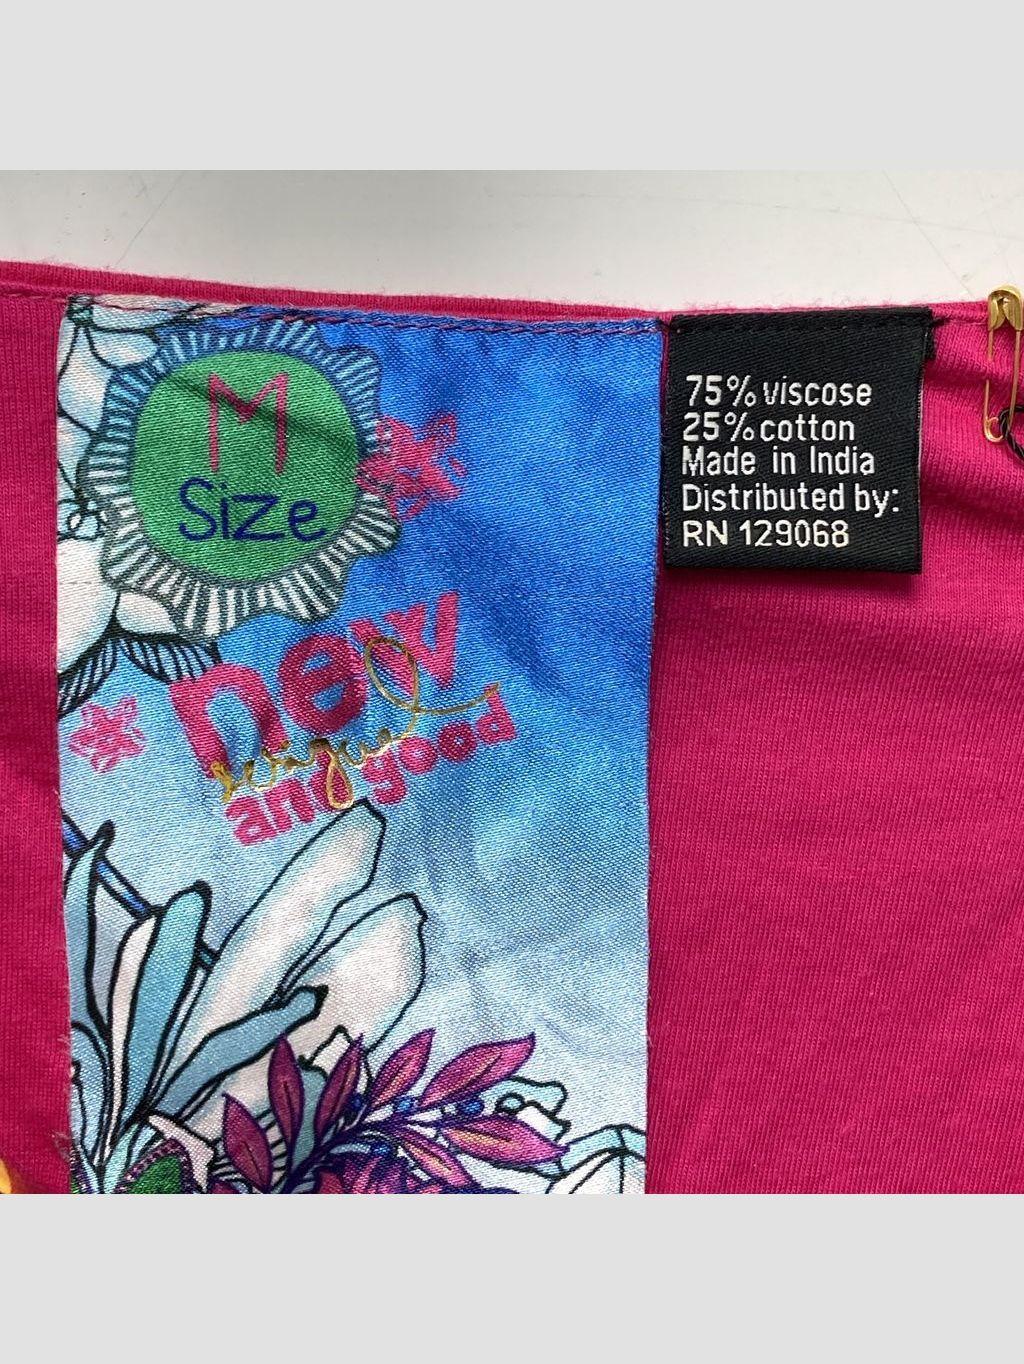 M
Size
new
and good
75% viscose
25% cotton
Made in India
Distributed by:
RN 129068